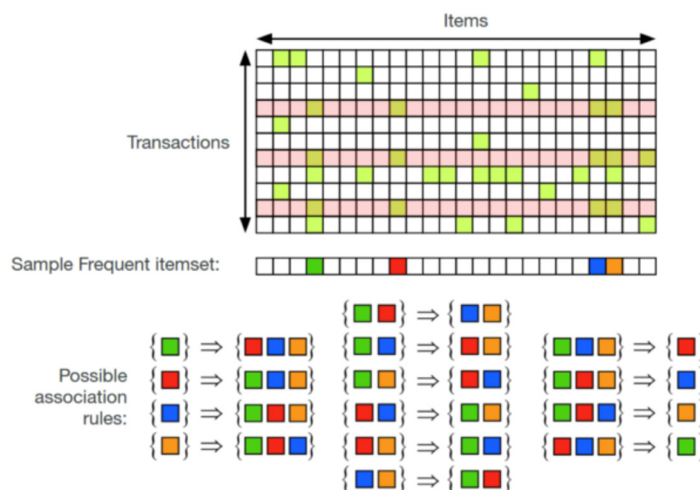 Items
Transactions
Sample Frequent itemset:
Possible
association
rules: